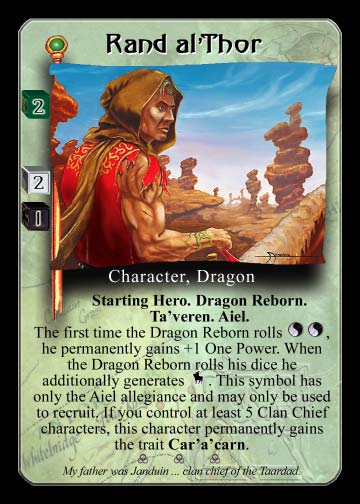 Rand al'Thor
2
2
0
Character, Dragon
Starting Hero. Dragon Reborn.
Ta'veren. Aiel.
The first time the Dragon Reborn rolls ,
he permanently gains +1 One Power. When
the Dragon Reborn rolls his dice he
additionally generates . This symbol has
only the Aiel allegiance and may only be used
to recruit. If you control at least 5 Clan Chief
characters, this character permanently gains
the trait Car'a'carn.
Whitebridge
My father was Janduin ... clan chief of the Taardad.